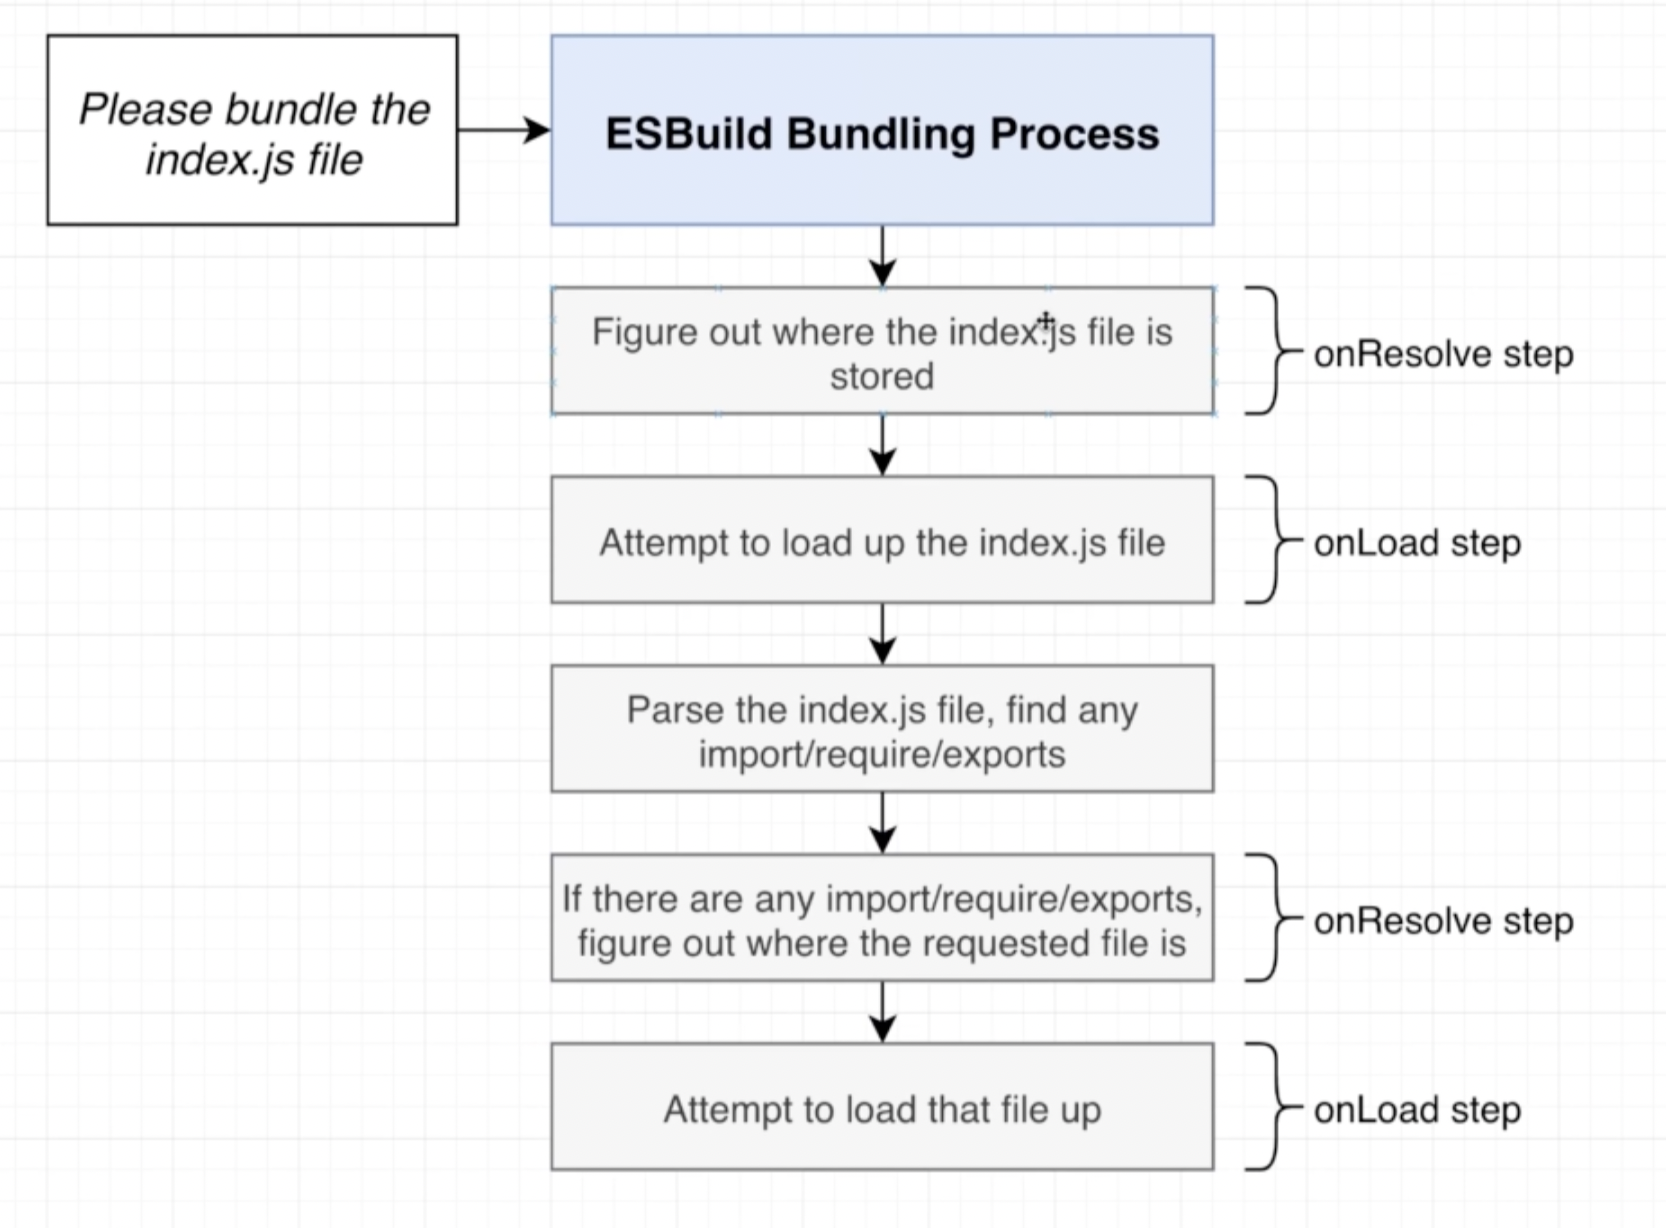 Please bundle the
index.js file
ESBuild Bundling Process
Figure out where the index.js file is
stored
onResolve step
Attempt to load up the index.js file
onLoad step
Parse the index.js file, find any
import/require/exports
If there are any import/require/exports,
figure out where the requested file is
onResolve step
Attempt to load that file up
onLoad step